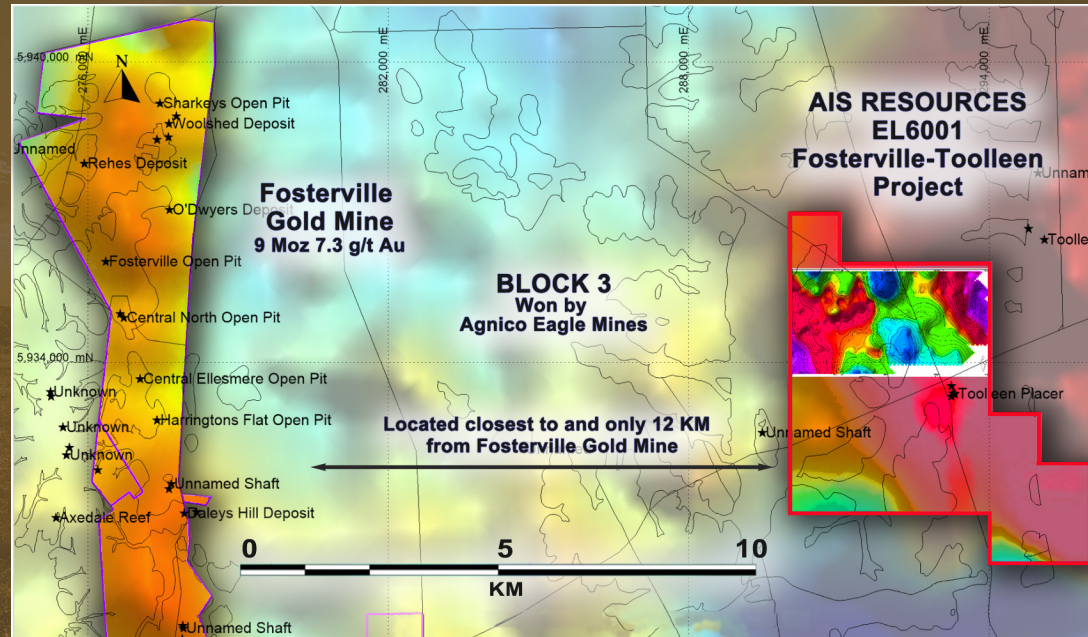 5,940,000 mN
276,000 mE
282,000 mE
288,000 mE
294,000 mE
N
Sharkeys Open Pit
Woolshed Deposit
Unnamed
Rehes Deposit
O'Dwyers Deposit
Fosterville Open Pit
Central North Open Pit
5,934,000 mN
Central Ellesmere Open Pit
Unknown
Harringtons Flat Open Pit
Unknown
Unknown
Unnamed Shaft
Axedale Reef
Daleys Hill Deposit
Unnamed Shaft
Fosterville
Gold Mine
9 Moz 7.3 g/t Au
BLOCK 3
Won by
Agnico Eagle Mines
Located closest to and only 12 KM
from Fosterville Gold Mine
0 5 10
KM
AIS RESOURCES
EL6001
Fosterville-Toolleen
Project
Unnam
Toolle
Toolleen Placer
Unnamed Shaft